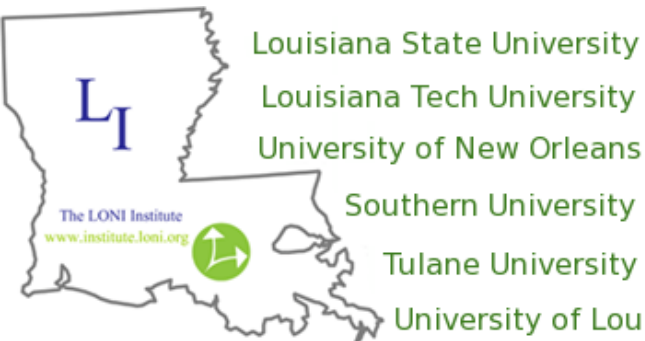 Louisiana State University
Louisiana Tech University
University of New Orleans
Southern University
Tulane University
University of Lou
LI
The LONI Institute
www.institute.loni.org